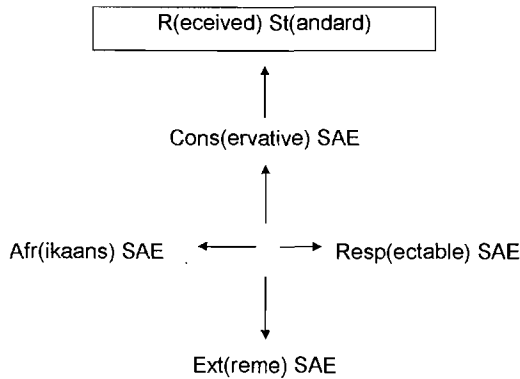 R(eceived) St(andard)
Cons(ervative) SAE
Afr(ikaans) SAE
Resp(ectable) SAE
Ext(reme) SAE